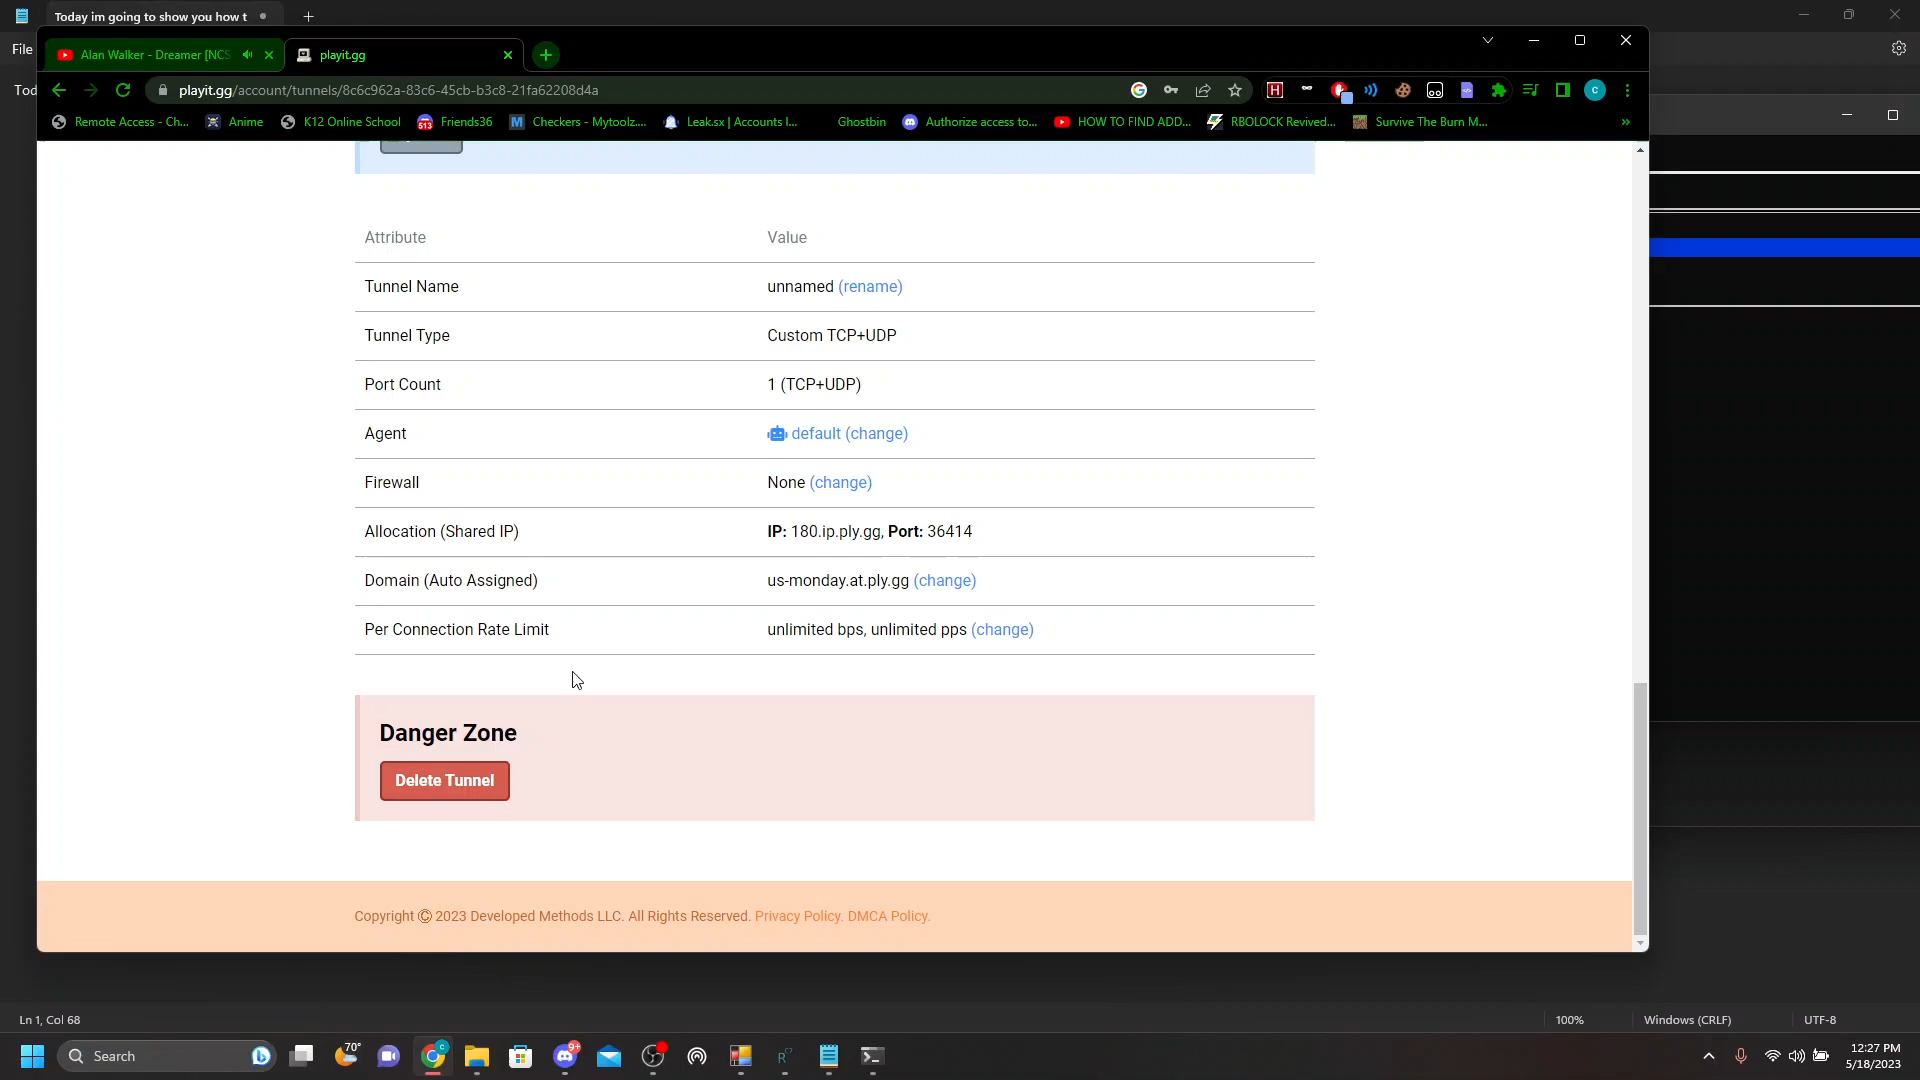 Today im going to show you how t
File
Alan Walker - Dreamer [NCS
playit.gg
Tod
playit.gg/account/tunnels/8c6c962a-83c6-45cb-b3c8-21fa62208d4a
Remote Access - Ch...
Anime
K12 Online School
Friends36
Checkers - Mytoolz....
Leak.sx | Accounts l...
Ghostbin
Authorize access to...
HOW TO FIND ADD...
RBOLOCK Revived...
Survive The Burn M...
Attribute Value
Tunnel Name unnamed (rename)
Tunnel Type Custom TCP+UDP
Port Count 1 (TCP+UDP)
Agent default (change)
Firewall None (change)
Allocation (Shared IP) IP: 180.ip.ply.gg, Port: 36414
Domain (Auto Assigned) us-monday.at.ply.gg (change)
Per Connection Rate Limit unlimited bps, unlimited pps (change)
Danger Zone
Delete Tunnel
Copyright © 2023 Developed Methods LLC. All Rights Reserved. Privacy Policy. DMCA Policy.
Ln 1, Col 68
100%
Windows (CRLF)
UTF-8
Search
70°
9+
12:27 PM
5/18/2023